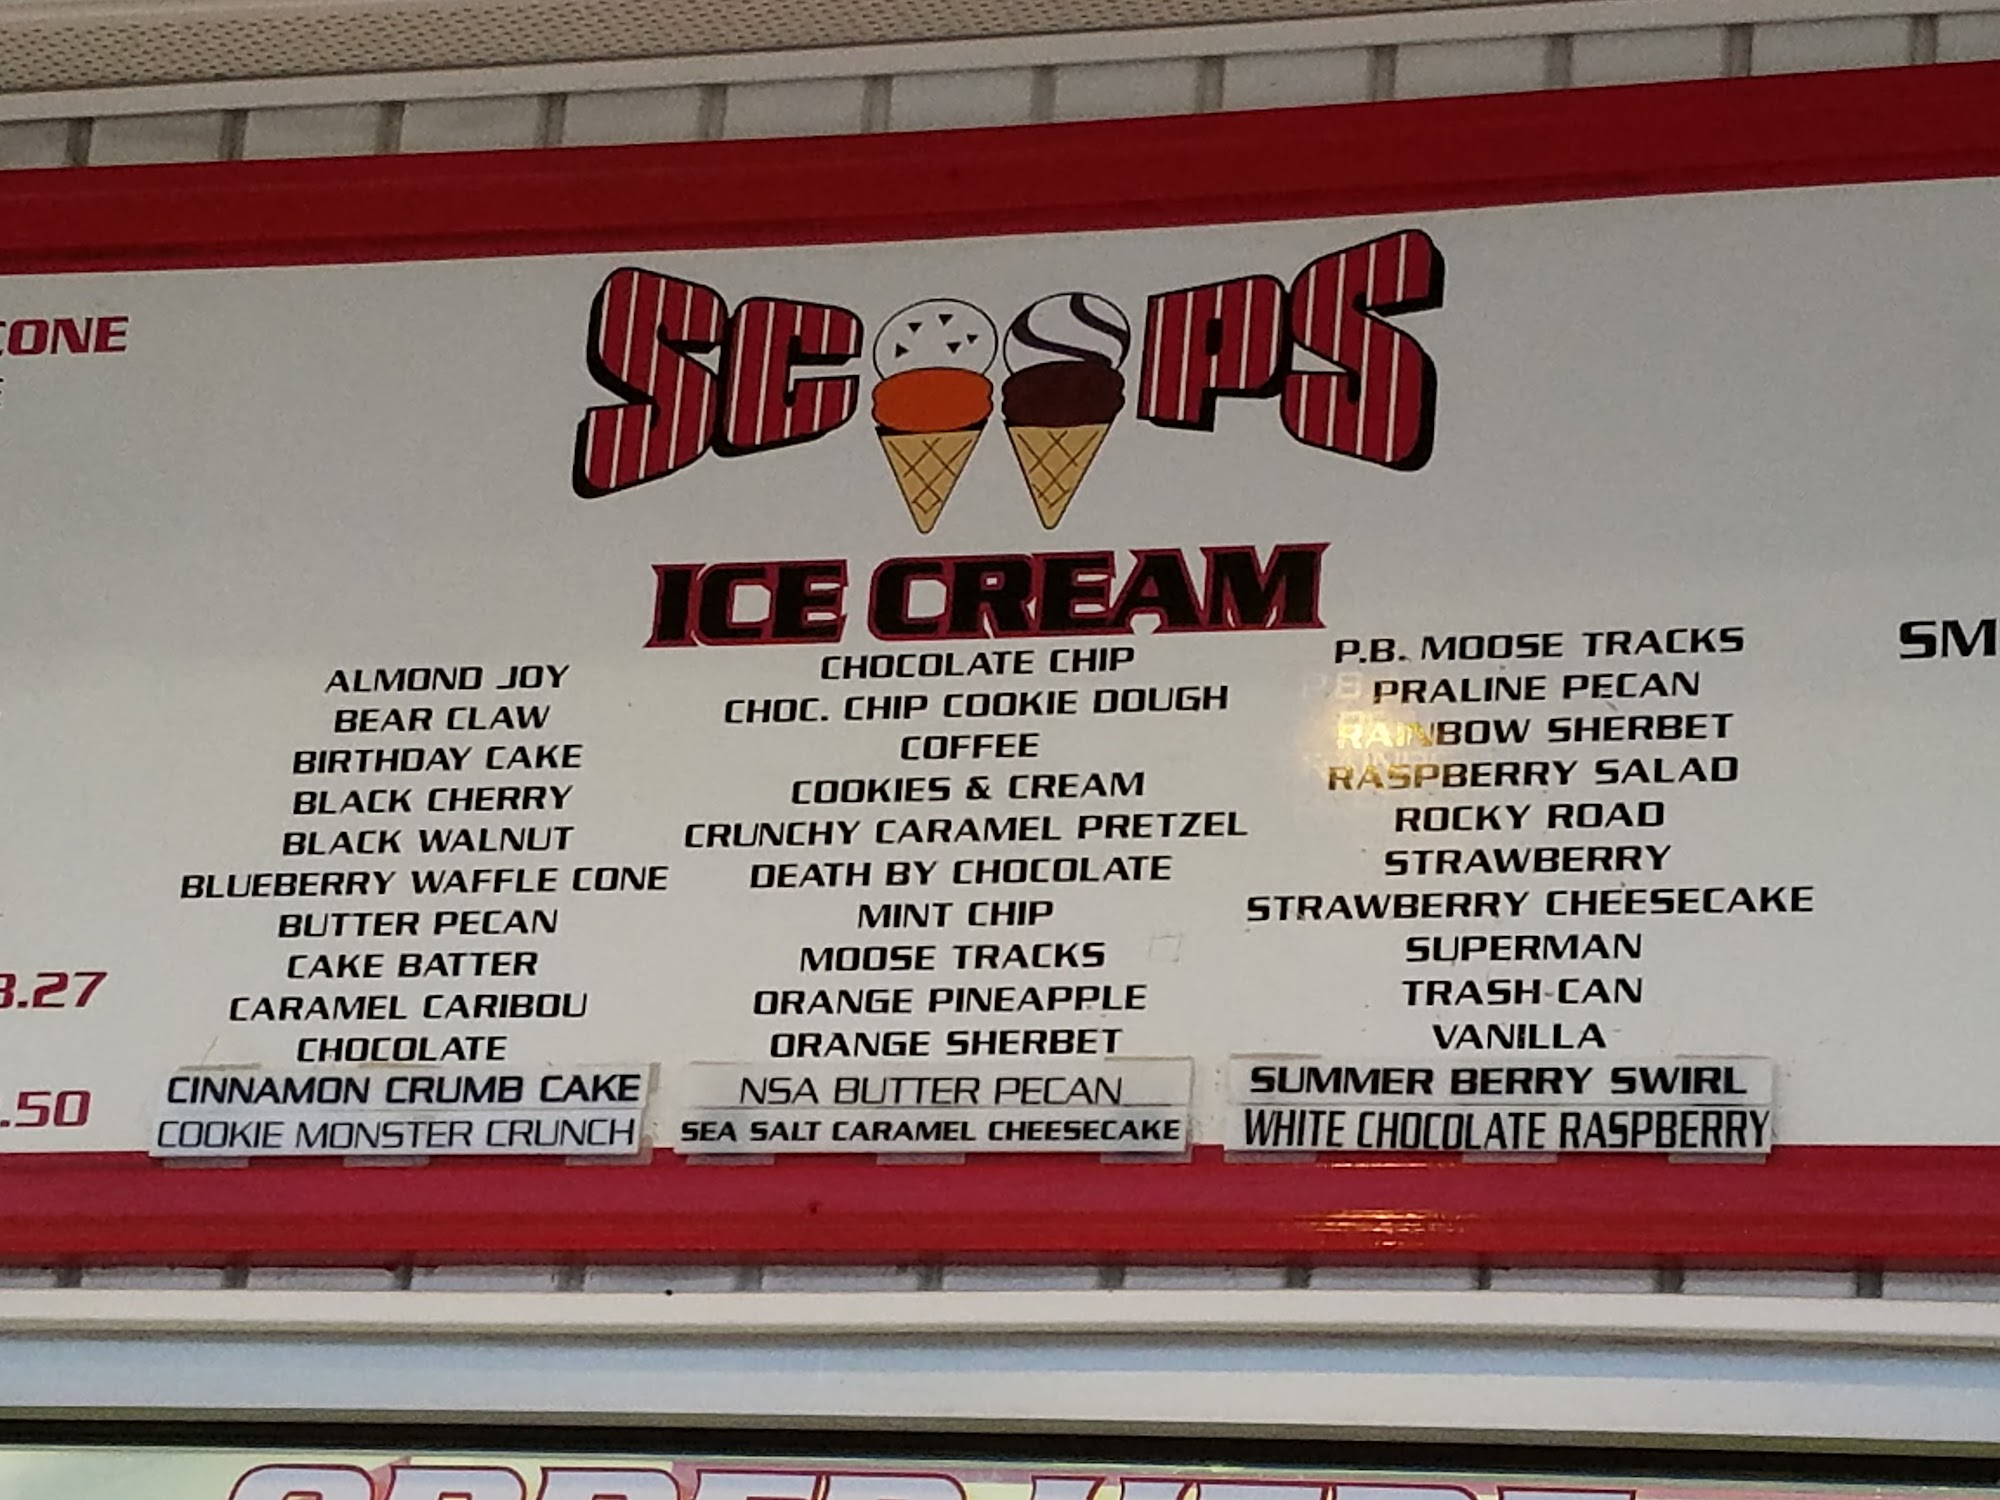 CONE
SCOOPS
ICE CREAM
ALMOND JOY
BEAR CLAW
BIRTHDAY CAKE
BLACK CHERRY
BLACK WALNUT
BLUEBERRY WAFFLE CONE
BUTTER PECAN
CAKE BATTER
CARAMEL CARIBOU
CHOCOLATE
CINNAMON CRUMB CAKE
COOKIE MONSTER CRUNCH
CHOCOLATE CHIP
CHOC. CHIP COOKIE DOUGH
COFFEE
COOKIES & CREAM
CRUNCHY CARAMEL PRETZEL
DEATH BY CHOCOLATE
MINT CHIP
MOOSE TRACKS
ORANGE PINEAPPLE
ORANGE SHERBET
NSA BUTTER PECAN
SEA SALT CARAMEL CHEESECAKE
P.B. MOOSE TRACKS
PRALINE PECAN
RAINBOW SHERBET
RASPBERRY SALAD
ROCKY ROAD
STRAWBERRY
STRAWBERRY CHEESECAKE
SUPERMAN
TRASH-CAN
VANILLA
SUMMER BERRY SWIRL
WHITE CHOCOLATE RASPBERRY
SM
.27
.50